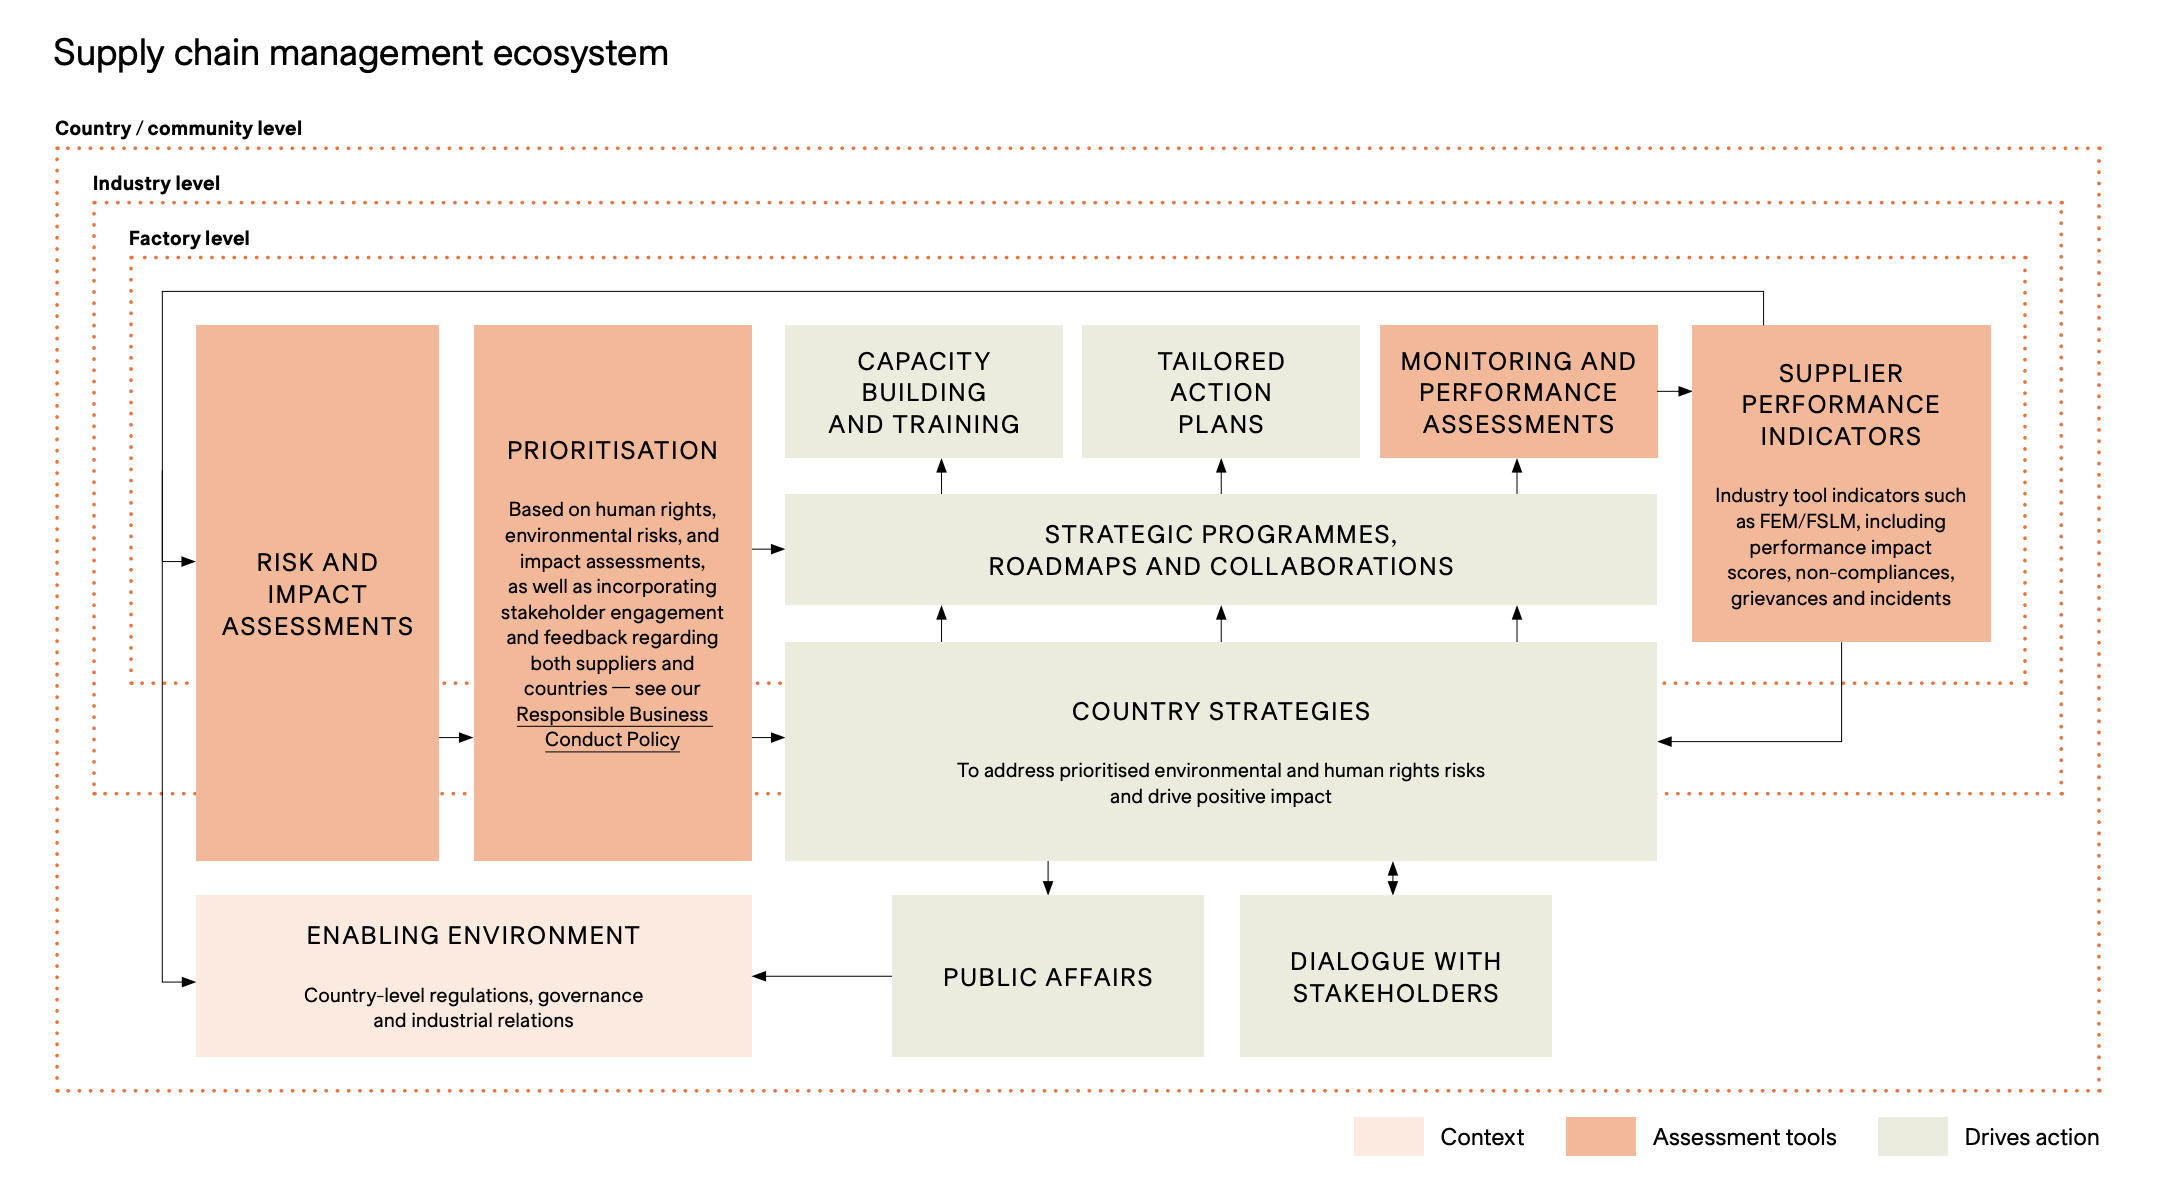 Supply chain management ecosystem
Country / community level
Industry level
Factory level
RISK AND
IMPACT
ASSESSMENTS
PRIORITISATION
Based on human rights,
environmental risks, and
impact assessments,
as well as incorporating
stakeholder engagement
and feedback regarding
both suppliers and
countries — see our
Responsible Business
Conduct Policy
CAPACITY
BUILDING
AND TRAINING
TAILORED
ACTION
PLANS
MONITORING AND
PERFORMANCE
ASSESSMENTS
SUPPLIER
PERFORMANCE
INDICATORS
Industry tool indicators such
as FEM/FSLM, including
performance impact
scores, non-compliances,
grievances and incidents
STRATEGIC PROGRAMMES,
ROADMAPS AND COLLABORATIONS
COUNTRY STRATEGIES
To address prioritised environmental and human rights risks
and drive positive impact
ENABLING ENVIRONMENT
Country-level regulations, governance
and industrial relations
PUBLIC AFFAIRS
DIALOGUE WITH
STAKEHOLDERS
Context
Assessment tools
Drives action